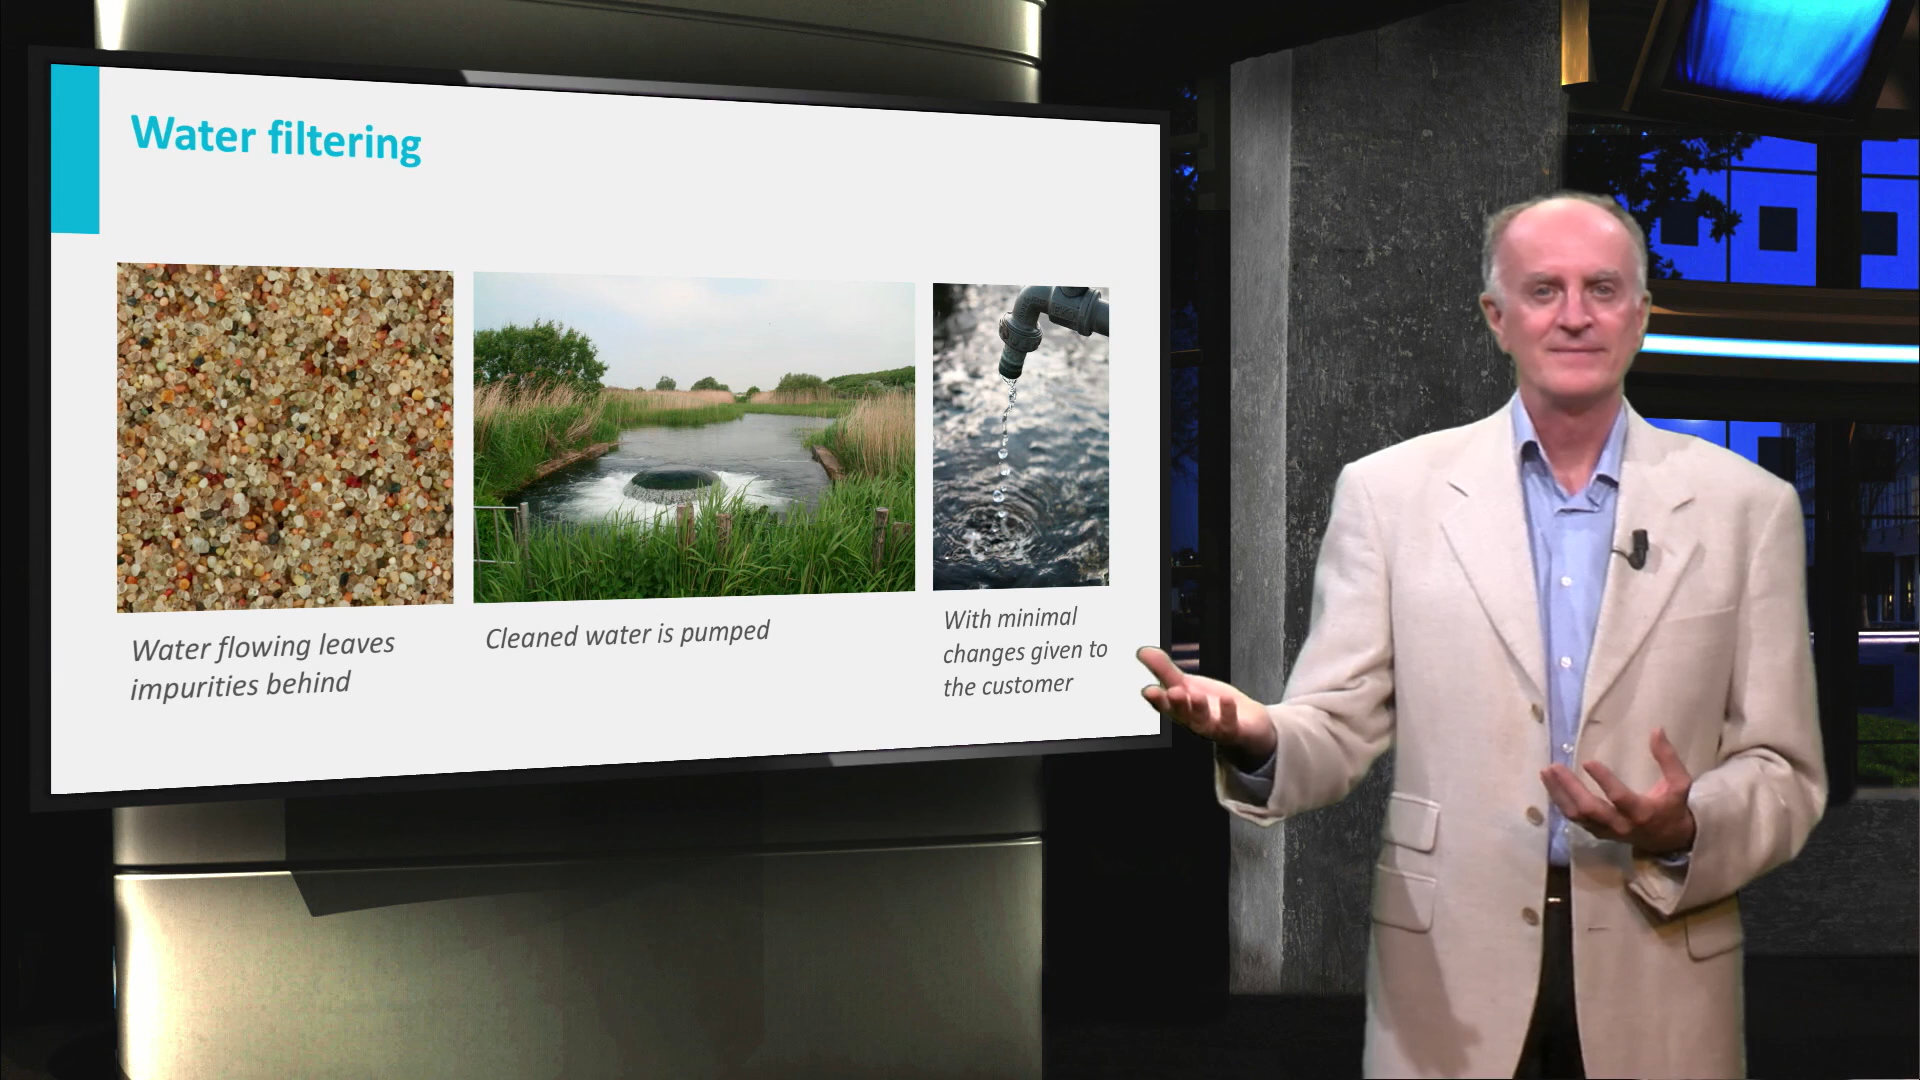 Water filtering
Water flowing leaves
impurities behind
Cleaned water is pumped
With minimal
changes given to
the customer